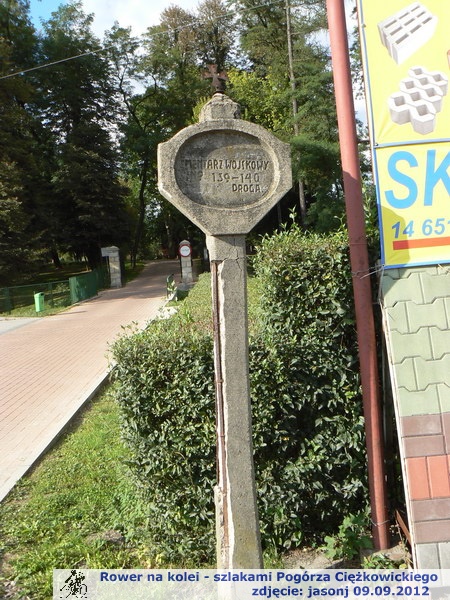 CMENTARZ WOJSKOWY
139-140
DROGA
SK
14 651
Rower na kolei - szlakami Pogórza Ciężkowickiego
zdjęcie: jasonj 09.09.2012